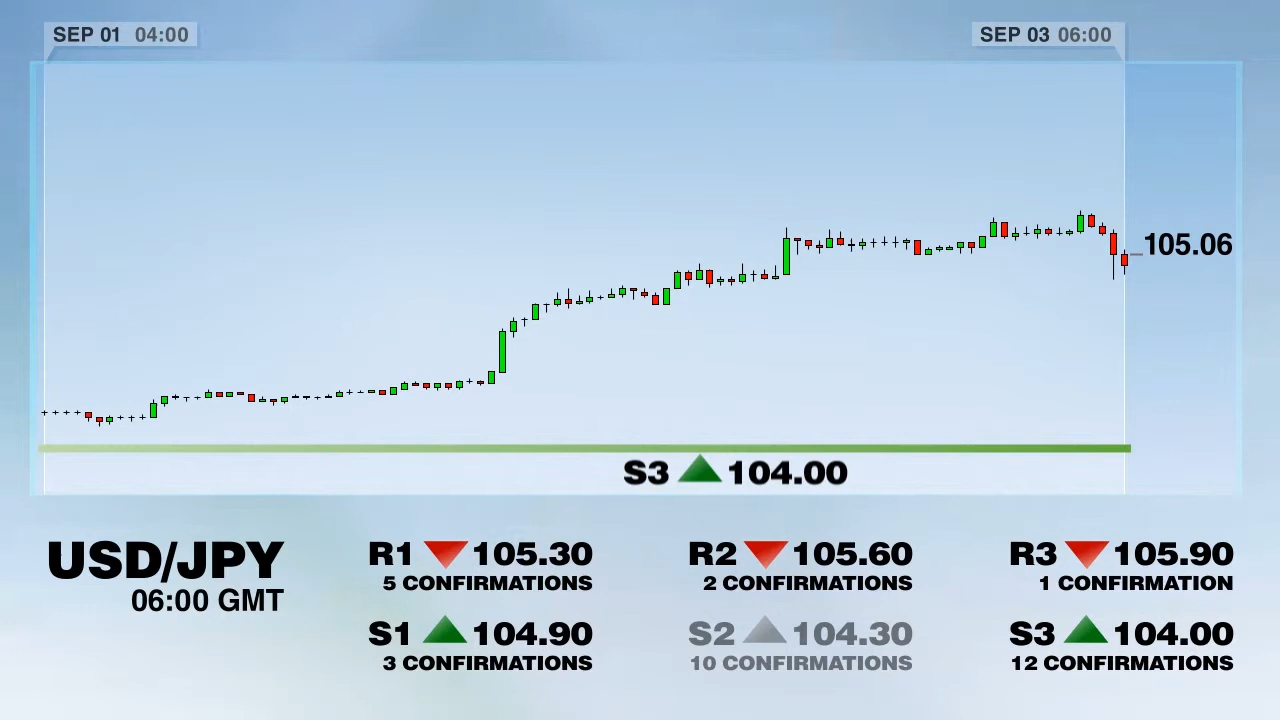 SEP 01 04:00
SEP 03 06:00
105.06
S3 104.00
USD/JPY
06:00 GMT
R1 105.30
5 CONFIRMATIONS
R2 105.60
2 CONFIRMATIONS
R3 105.90
1 CONFIRMATION
S1 104.90
3 CONFIRMATIONS
S2 104.30
10 CONFIRMATIONS
S3 104.00
12 CONFIRMATIONS